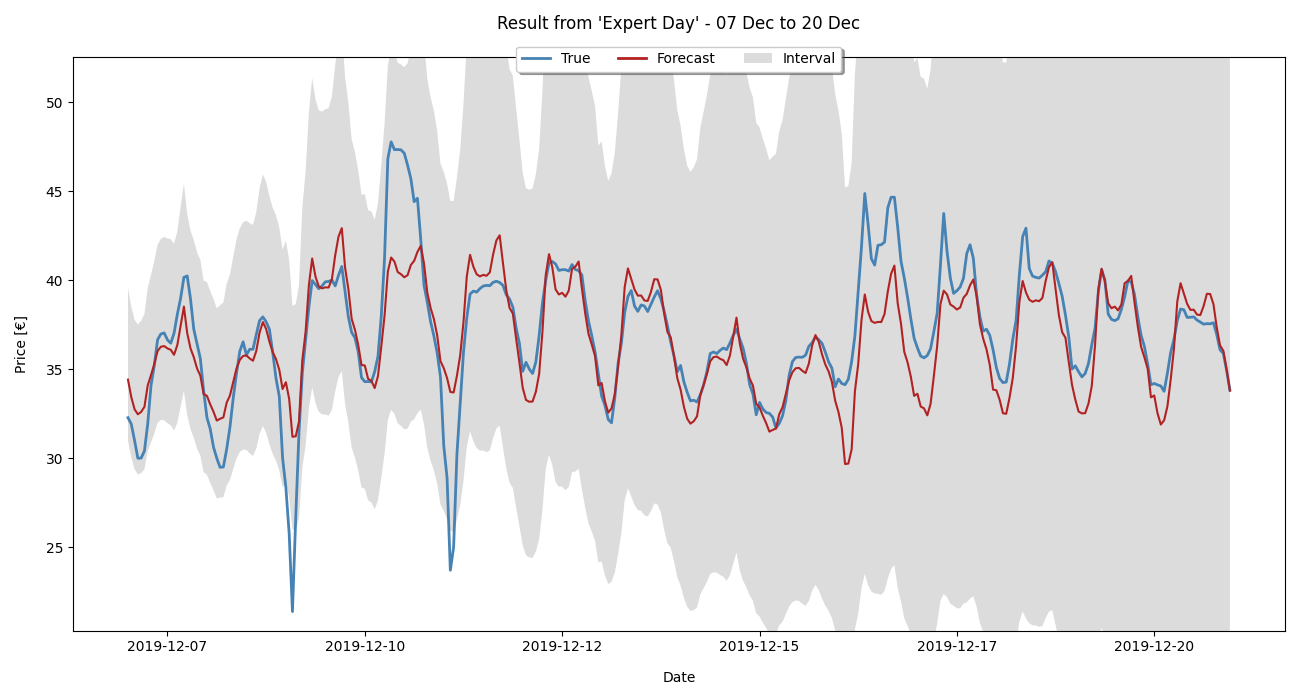 Result from 'Expert Day' - 07 Dec to 20 Dec
True Forecast Interval
50
45
40
35
30
25
Price [€]
2019-12-07 2019-12-10 2019-12-12 2019-12-15 2019-12-17 2019-12-20
Date